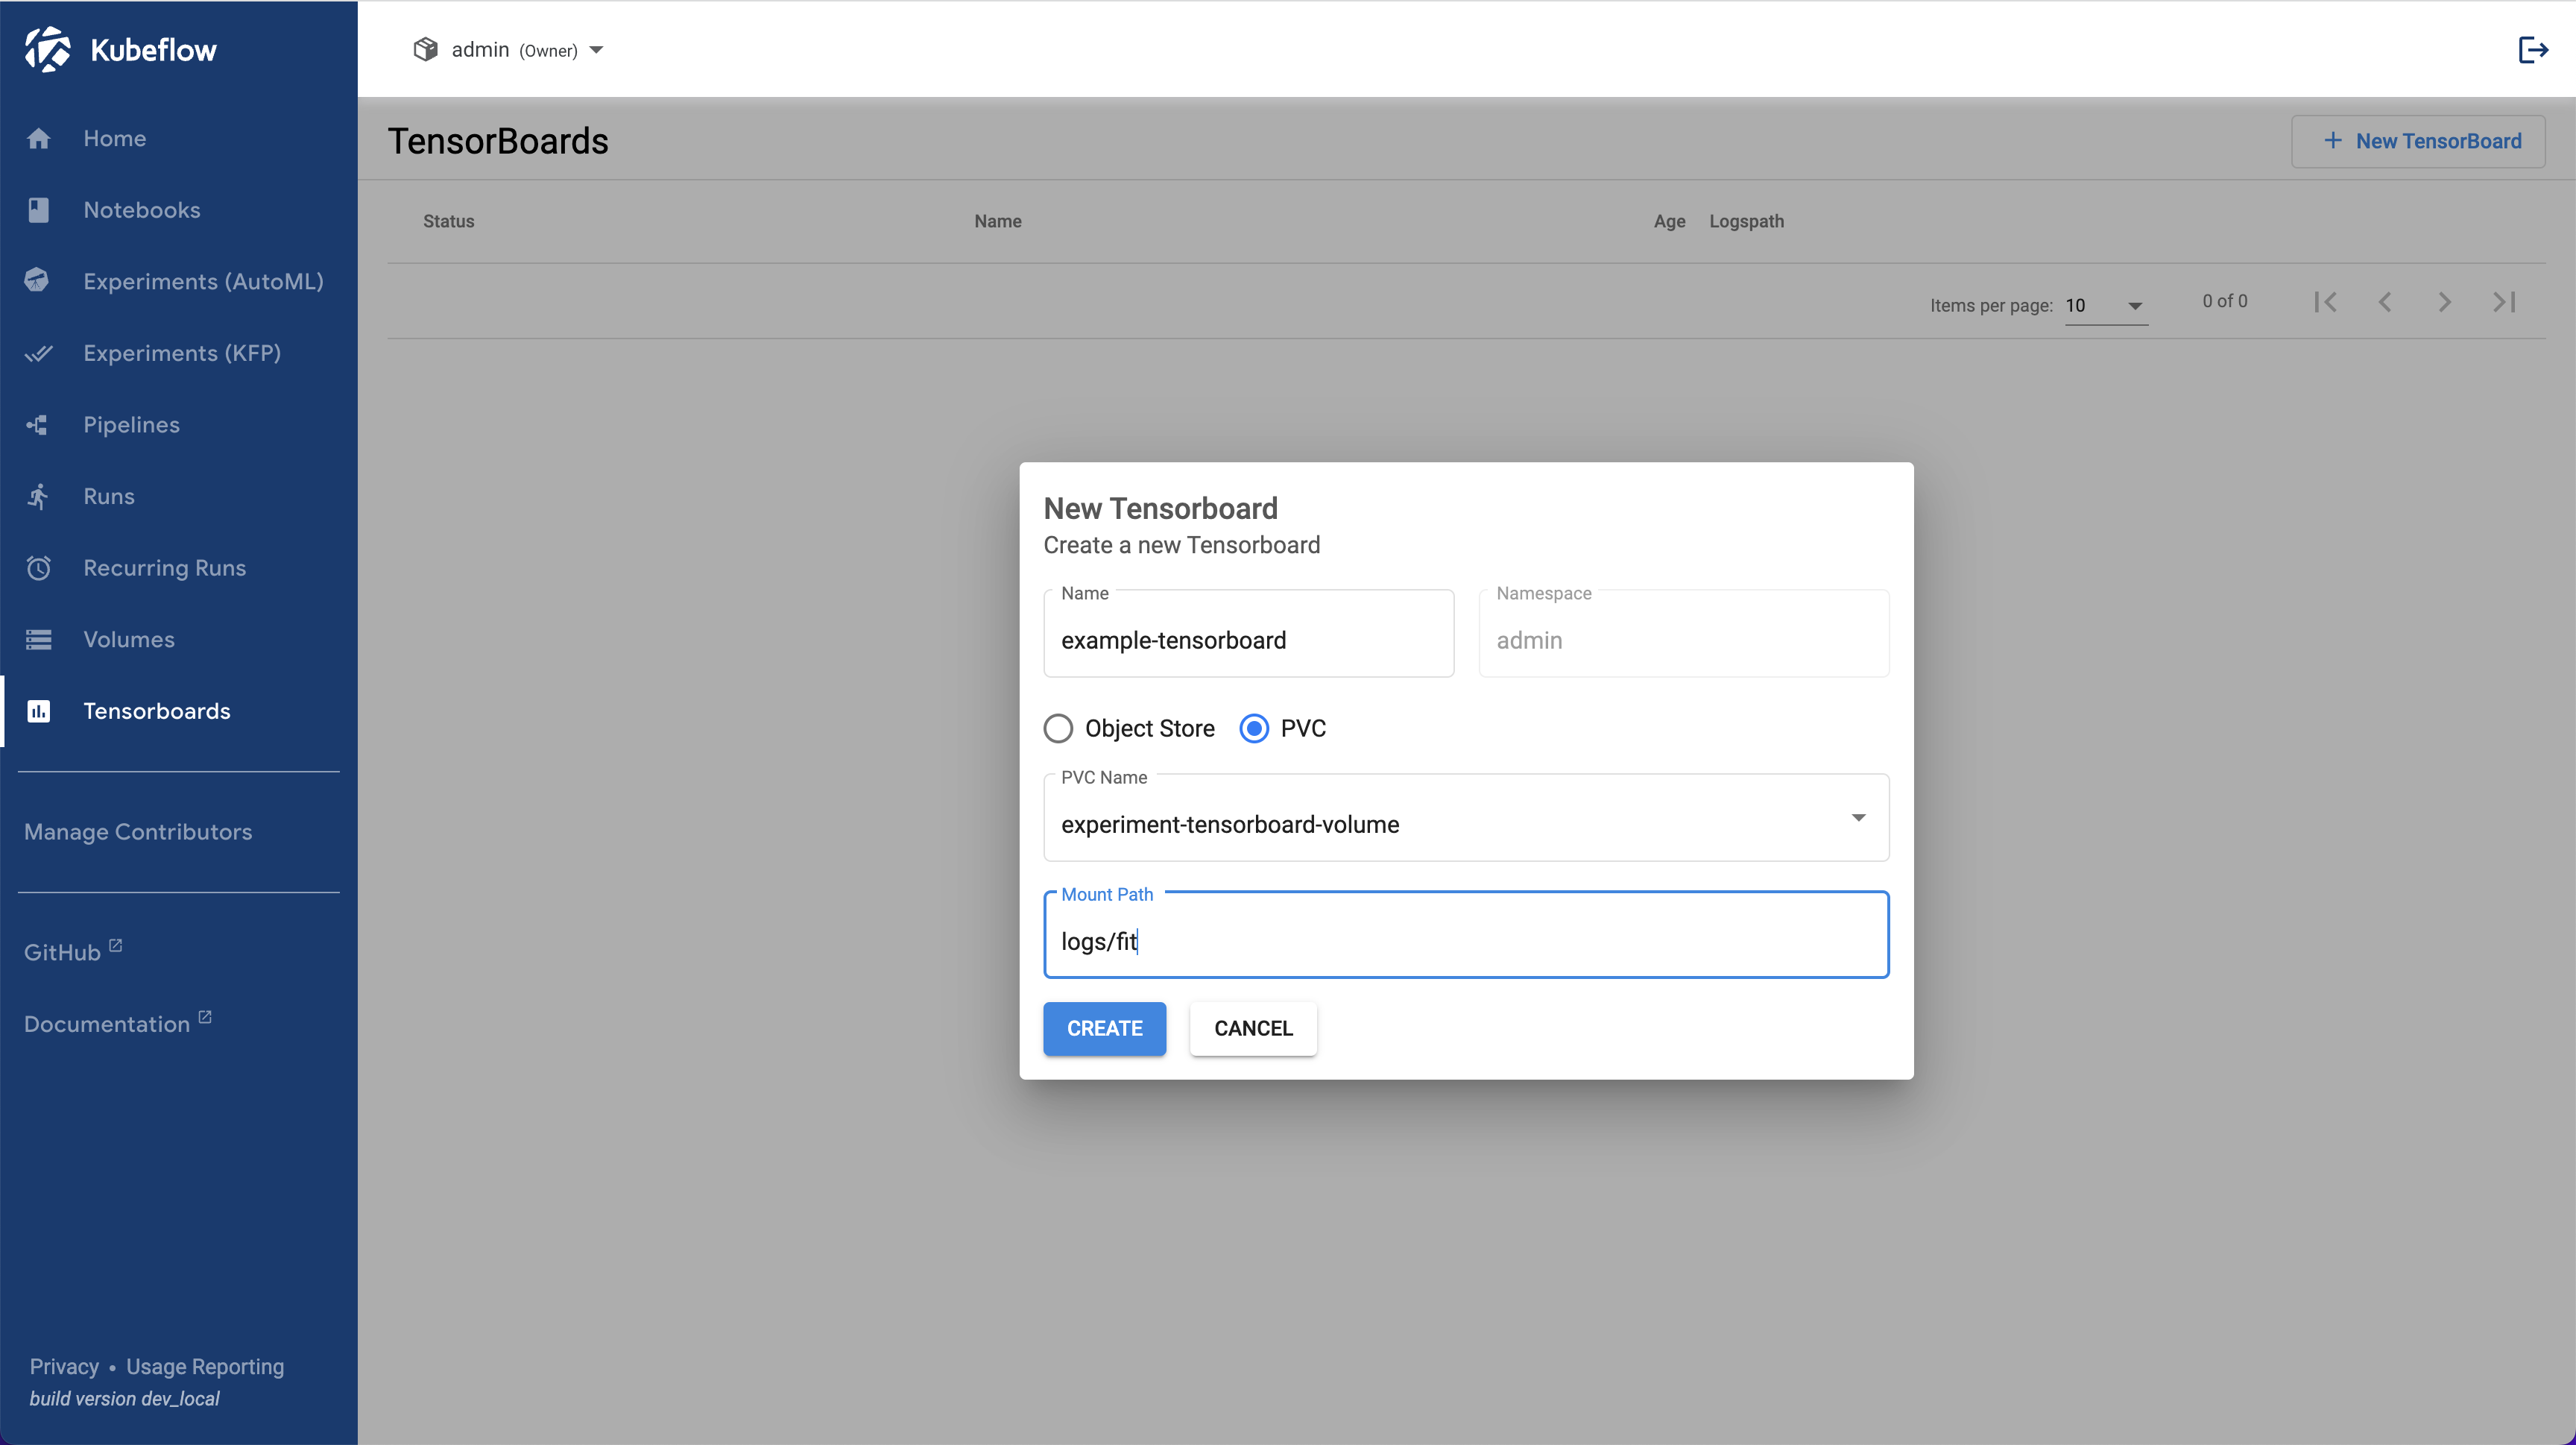 Kubeflow
admin (Owner)
Home
Notebooks
Experiments (AutoML)
Experiments (KFP)
Pipelines
Runs
Recurring Runs
Volumes
Tensorboards
Manage Contributors
GitHub
Documentation
Privacy • Usage Reporting
build version dev_local
TensorBoards
New TensorBoard
Status Name Age Logspath
Items per page: 10 0 of 0
New Tensorboard
Create a new Tensorboard
Name
example-tensorboard
Namespace
admin
Object Store PVC
PVC Name
experiment-tensorboard-volume
Mount Path
logs/fit
CREATE CANCEL